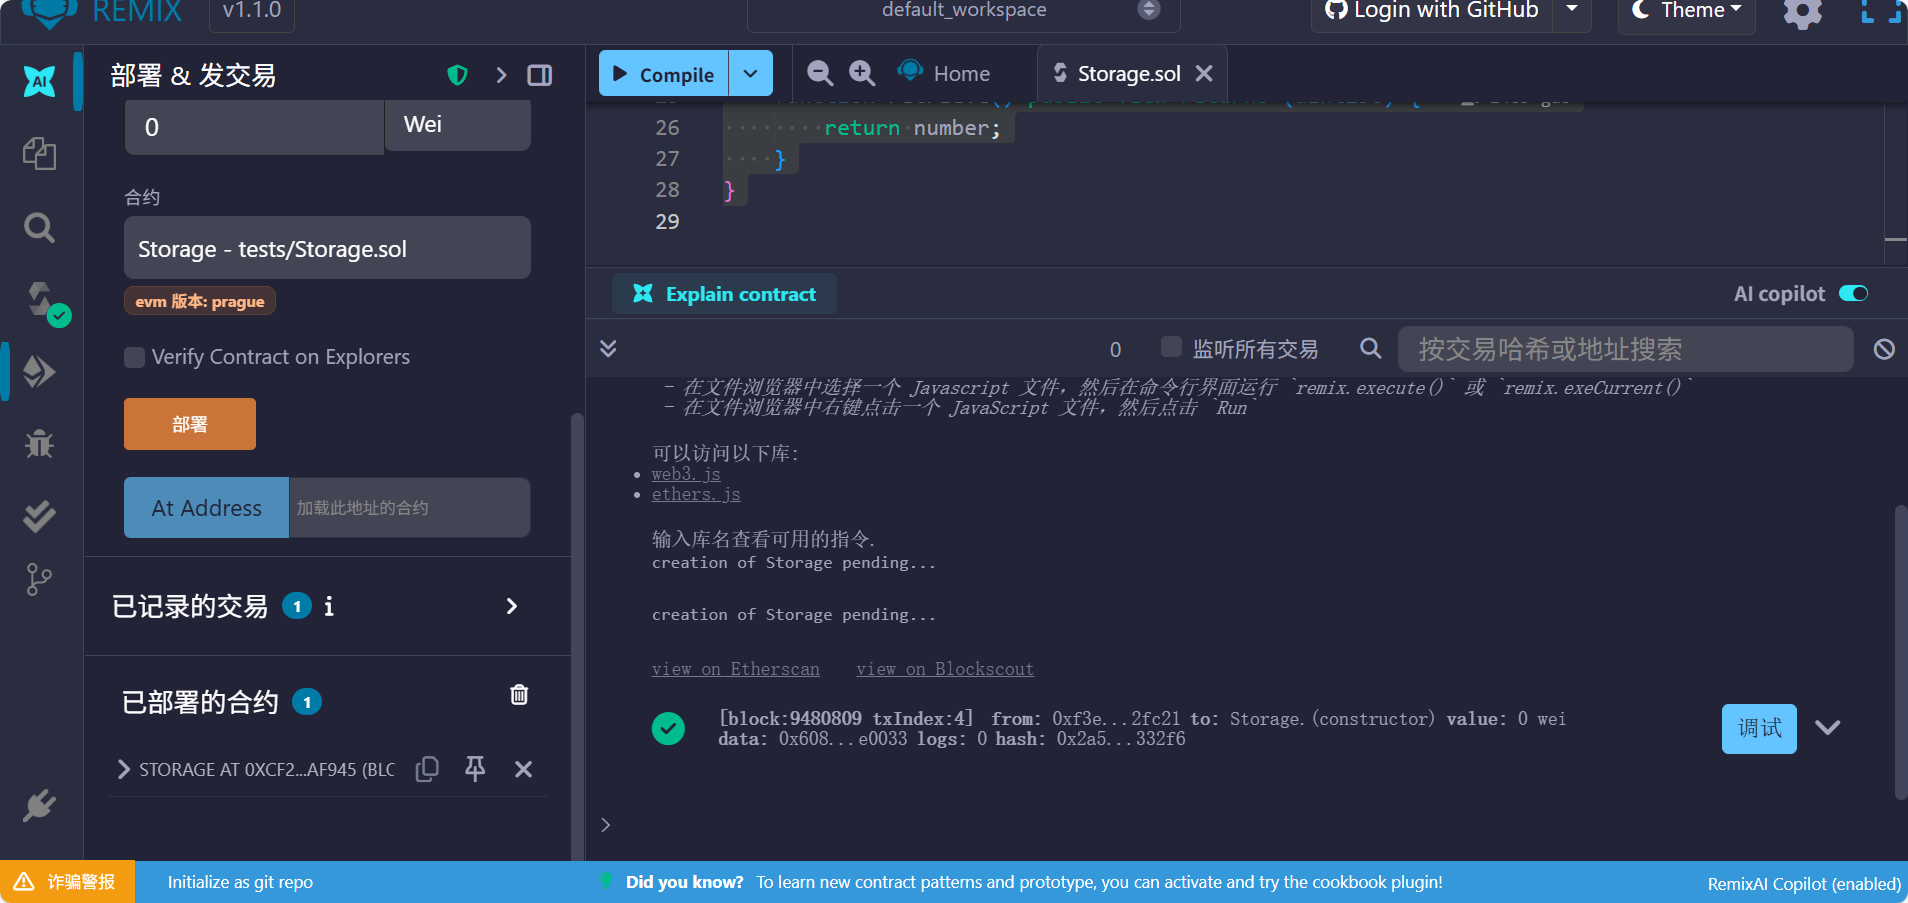 REMIX
v1.1.0
default_workspace
Login with GitHub
Theme
AI
部署 & 发交易
0
Wei
合约
Storage - tests/Storage.sol
evm 版本: prague
Verify Contract on Explorers
部署
At Address
加载此地址的合约
已记录的交易 1 i
已部署的合约 1
STORAGE AT 0XCF2...AF945 (BLC
Compile
Home
Storage.sol
26 return number;
27 }
28 }
29
Explain contract
AI copilot
0
监听所有交易
按交易哈希或地址搜索
- 在文件浏览器中选择一个 Javascript 文件，然后在命令行界面运行 `remix.execute()` 或 `remix.exeCurrent()`
- 在文件浏览器中右键点击一个 JavaScript 文件，然后点击 `Run`
可以访问以下库:
web3.js
ethers.js
输入库名查看可用的指令.
creation of Storage pending...
creation of Storage pending...
view on Etherscan view on Blockscout
[block:9480809 txIndex:4] from: 0xf3e...2fc21 to: Storage.(constructor) value: 0 wei
data: 0x608...e0033 logs: 0 hash: 0x2a5...332f6
调试
>
诈骗警报
Initialize as git repo
Did you know? To learn new contract patterns and prototype, you can activate and try the cookbook plugin!
RemixAI Copilot (enabled)